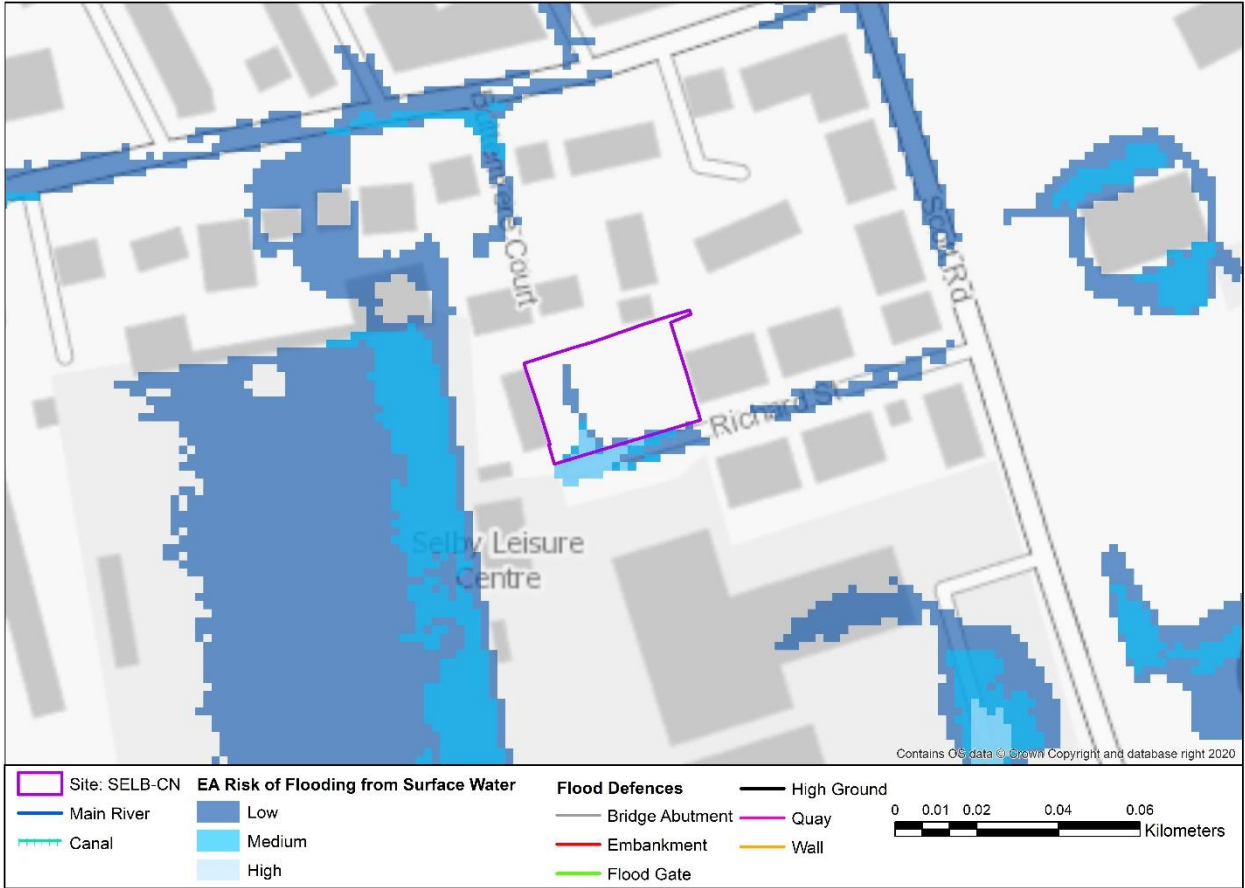 Buttermere Court
Scott Rd
Richard St
Selby Leisure
Centre
Contains OS data © Crown Copyright and database right 2020
Site: SELB-CN
Main River
Canal
EA Risk of Flooding from Surface Water
Low
Medium
High
Flood Defences
Bridge Abutment
Embankment
Flood Gate
High Ground
Quay
Wall
0 0.01 0.02 0.04 0.06
Kilometers